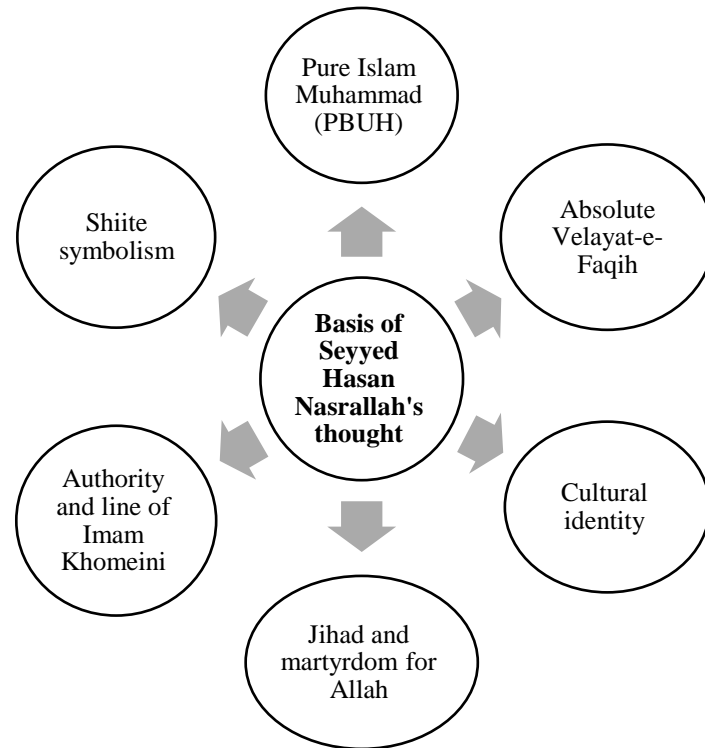 Pure Islam
Muhammad
(PBUH)
Shiite
symbolism
Absolute
Velayat-e-
Faqih
Basis of
Seyyed
Hasan
Nasrallah's
thought
Authority
and line of
Imam
Khomeini
Cultural
identity
Jihad and
martyrdom for
Allah